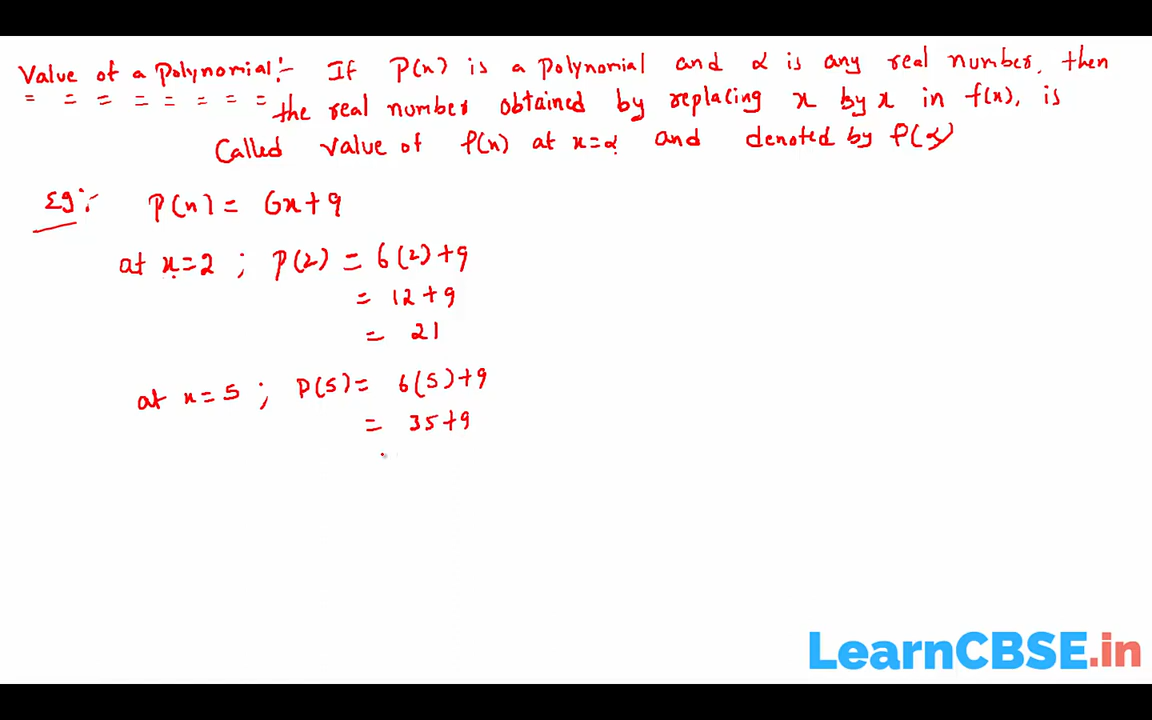 Value of a Polynomial:- If P(x) is a polynomial and α is any real number, then
the real number obtained by replacing x by x in f(x), is
Called value of f(x) at x=α and denoted by f(α)
Eg:- P(x) = 6x+9
at x=2 ; P(2) = 6(2)+9
= 12+9
= 21
at x=5 ; P(5) = 6(5)+9
= 35+9
LearnCBSE.in